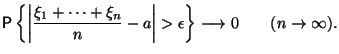 P { | (ξ₁ + ⋯ + ξₙ)/n − a | > ϵ } ⟶ 0 (n → ∞).